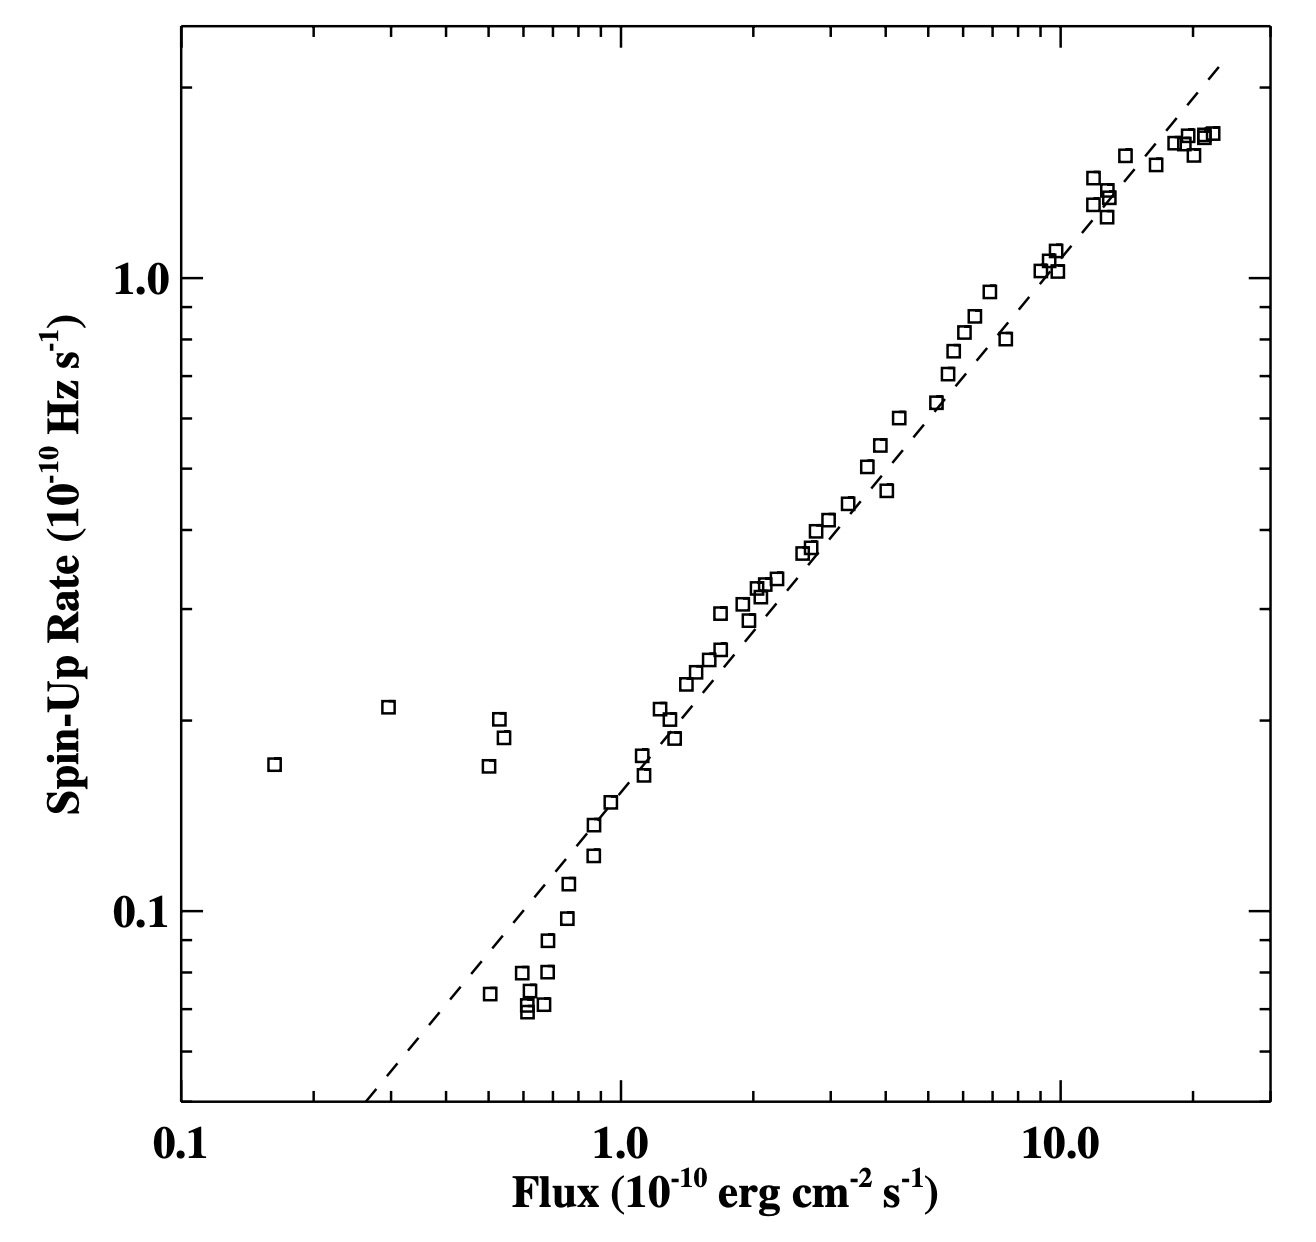 1.0
0.1
Spin-Up Rate (10⁻¹⁰ Hz s⁻¹)
0.1 1.0 10.0
Flux (10⁻¹⁰ erg cm⁻² s⁻¹)